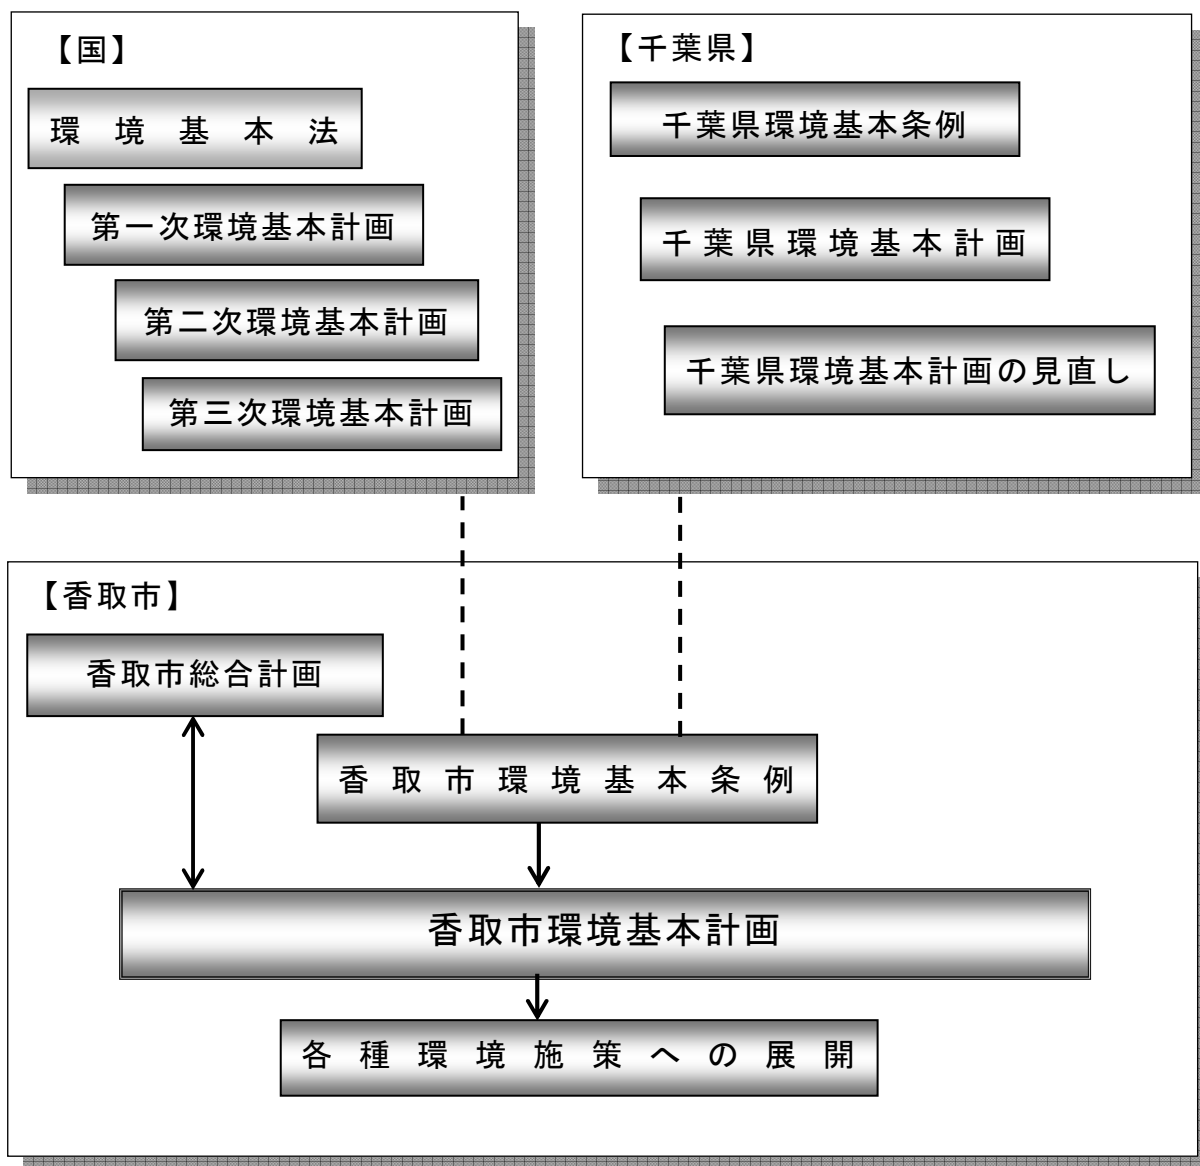 【国】
環境基本法
第一次環境基本計画
第二次環境基本計画
第三次環境基本計画
【千葉県】
千葉県環境基本条例
千葉県環境基本計画
千葉県環境基本計画の見直し
【香取市】
香取市総合計画
香取市環境基本条例
香取市環境基本計画
各種環境施策への展開